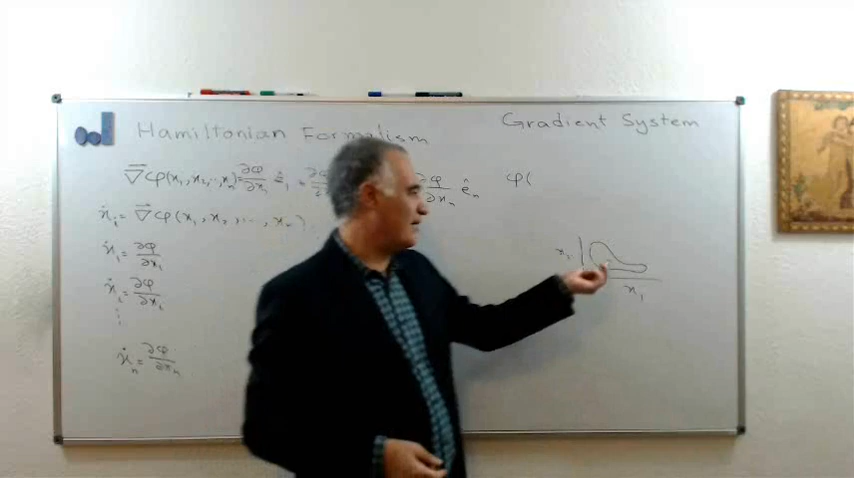 Hamiltonian Formalism
Gradient System
∇⃗φ(x₁,x₂,..,xₙ)=∂φ/∂x₁ ê₁ = ∂φ ∂φ/∂xₙ êₙ
φ(
ẋᵢ = ∇⃗φ(x₁,x₂,...,xₙ)
ẋ₁ = ∂φ/∂x₁
x₂
ẋ₂ = ∂φ/∂x₂
x₁
⋮
ẋₙ = ∂φ/∂xₙ